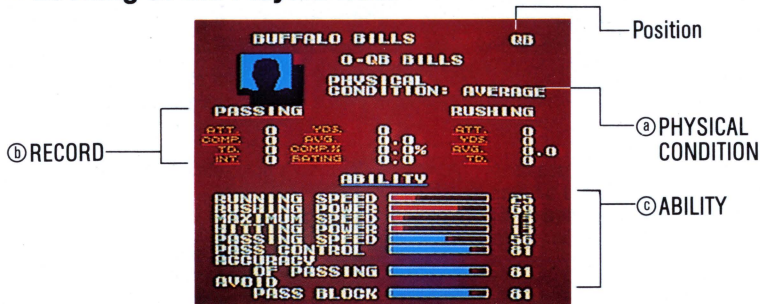 BUFFALO BILLS QB
Position
0-QB BILLS
PHYSICAL
CONDITION: AVERAGE
PASSING RUSHING
ⓐ PHYSICAL
CONDITION
ⓑ RECORD
ATT. 0 YDS. 0 ATT. 0
COMP. 0 AVG. 0.0 YDS. 0
TD. 0 COMP.% 0.0% AVG. 0.0
INT. 0 RATING 0.0 TD. 0
ABILITY
ⓒ ABILITY
RUNNING SPEED 25
RUSHING POWER 69
MAXIMUM SPEED 13
HITTING POWER 13
PASSING SPEED 56
PASS CONTROL 81
ACCURACY
OF PASSING 81
AVOID
PASS BLOCK 81